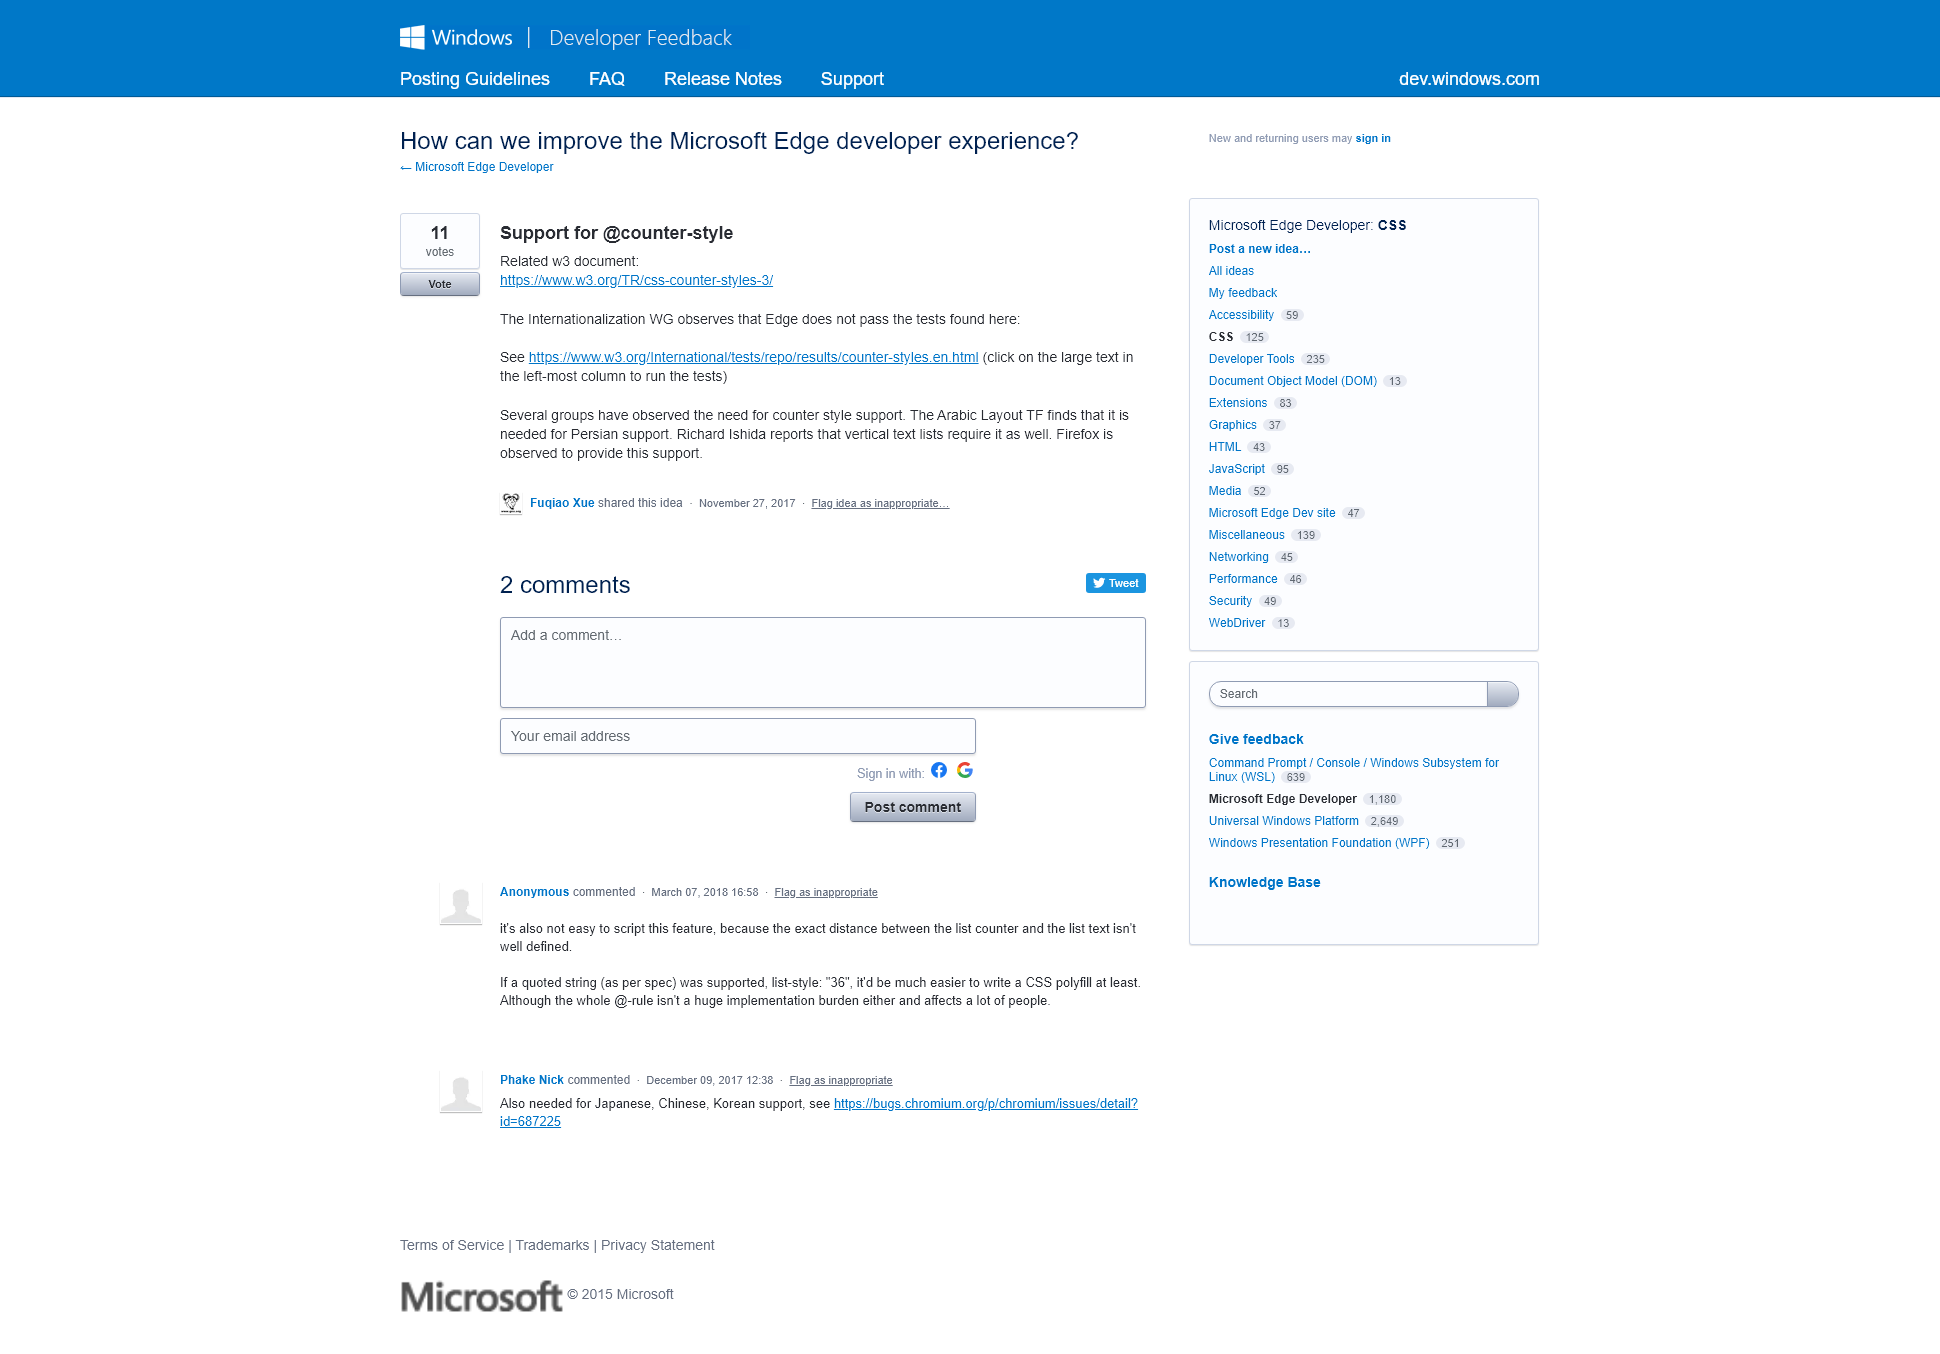 Windows | Developer Feedback
Posting Guidelines FAQ Release Notes Support dev.windows.com
How can we improve the Microsoft Edge developer experience?
← Microsoft Edge Developer
New and returning users may sign in
11
votes
Vote
Support for @counter-style
Related w3 document:
https://www.w3.org/TR/css-counter-styles-3/
The Internationalization WG observes that Edge does not pass the tests found here:
See https://www.w3.org/International/tests/repo/results/counter-styles.en.html (click on the large text in
the left-most column to run the tests)
Several groups have observed the need for counter style support. The Arabic Layout TF finds that it is
needed for Persian support. Richard Ishida reports that vertical text lists require it as well. Firefox is
observed to provide this support.
Fuqiao Xue shared this idea · November 27, 2017 · Flag idea as inappropriate…
2 comments
Tweet
Add a comment…
Your email address
Sign in with:
Post comment
Anonymous commented · March 07, 2018 16:58 · Flag as inappropriate
it's also not easy to script this feature, because the exact distance between the list counter and the list text isn't
well defined.
If a quoted string (as per spec) was supported, list-style: "36", it'd be much easier to write a CSS polyfill at least.
Although the whole @-rule isn't a huge implementation burden either and affects a lot of people.
Phake Nick commented · December 09, 2017 12:38 · Flag as inappropriate
Also needed for Japanese, Chinese, Korean support, see https://bugs.chromium.org/p/chromium/issues/detail?
id=687225
Microsoft Edge Developer: CSS
Post a new idea…
All ideas
My feedback
Accessibility 59
CSS 125
Developer Tools 235
Document Object Model (DOM) 13
Extensions 83
Graphics 37
HTML 43
JavaScript 95
Media 52
Microsoft Edge Dev site 47
Miscellaneous 139
Networking 45
Performance 46
Security 49
WebDriver 13
Search
Give feedback
Command Prompt / Console / Windows Subsystem for
Linux (WSL) 639
Microsoft Edge Developer 1,180
Universal Windows Platform 2,649
Windows Presentation Foundation (WPF) 251
Knowledge Base
Terms of Service | Trademarks | Privacy Statement
Microsoft © 2015 Microsoft